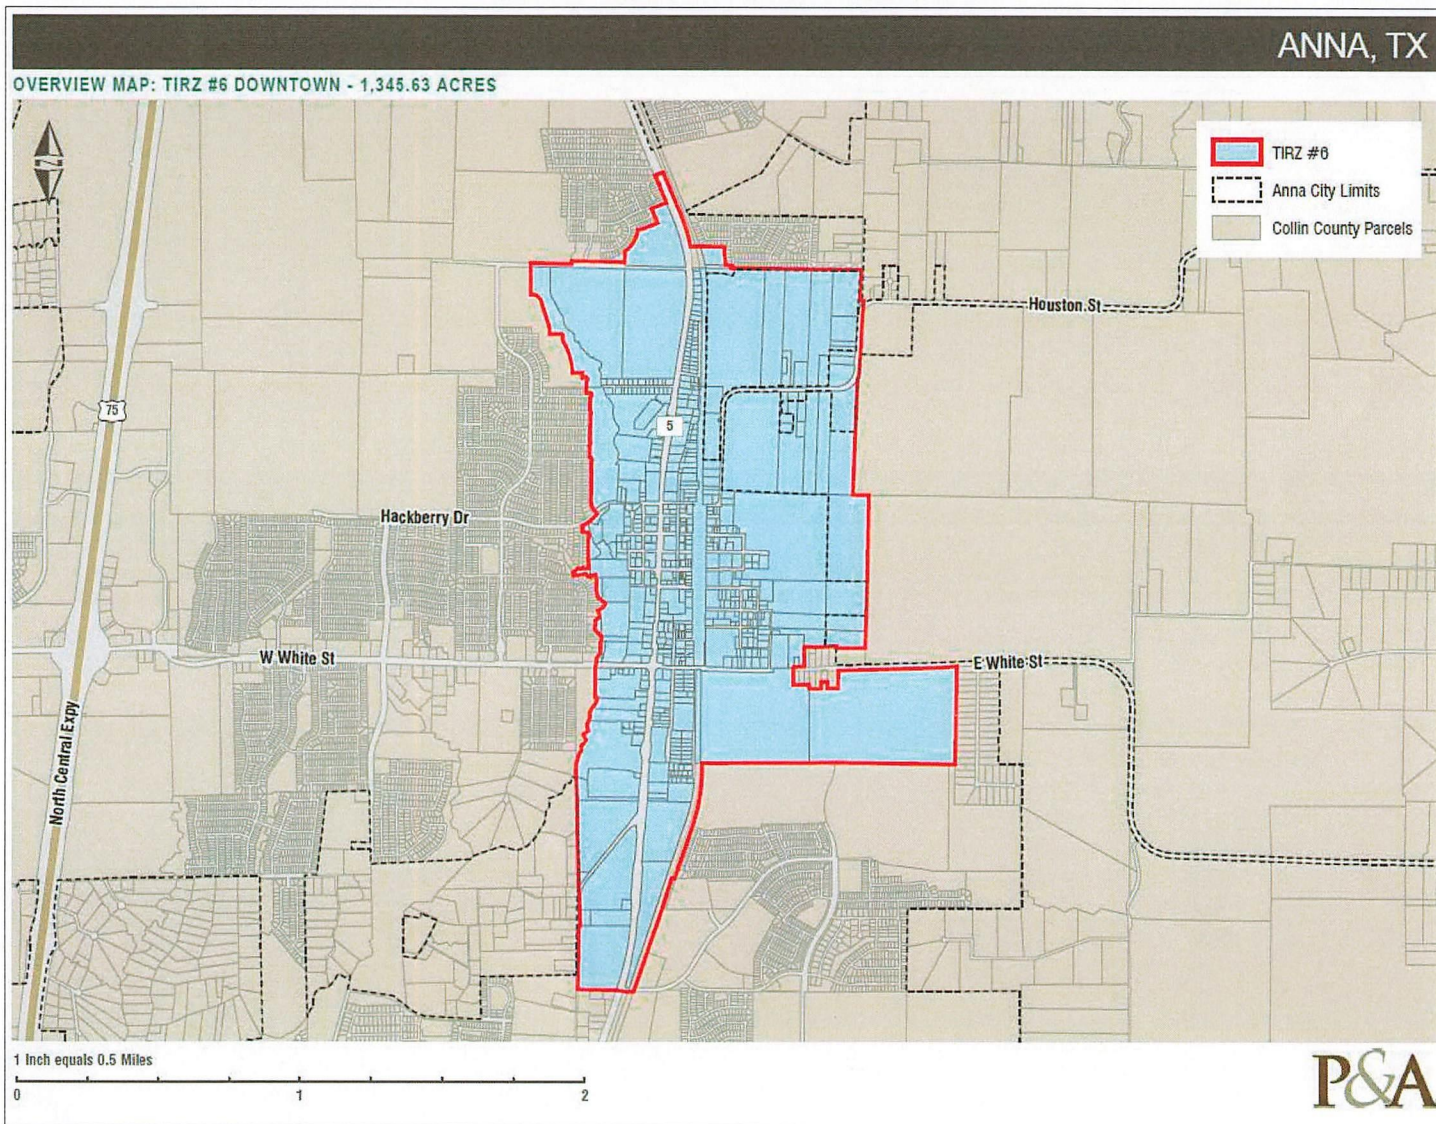 ANNA, TX
OVERVIEW MAP: TIRZ #6 DOWNTOWN - 1,345.63 ACRES
N
TIRZ #6
Anna City Limits
Collin County Parcels
Houston St
75
5
Hackberry Dr
W White St
E White St
North Central Expy
1 Inch equals 0.5 Miles
0 1 2
P&A